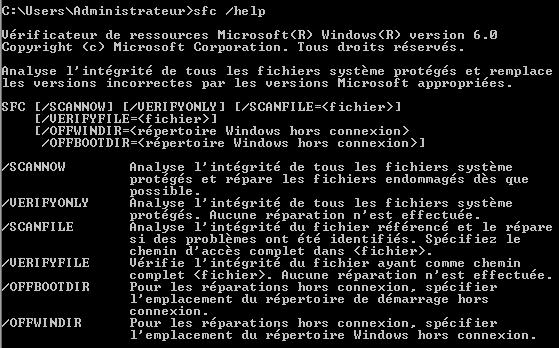 C:\Users\Administrateur>sfc /help
Vérificateur de ressources Microsoft(R) Windows(R) version 6.0
Copyright (c) Microsoft Corporation. Tous droits réservés.
Analyse l'intégrité de tous les fichiers système protégés et remplace
les versions incorrectes par les versions Microsoft appropriées.
SFC [/SCANNOW] [/VERIFYONLY] [/SCANFILE=<fichier>]
[/VERIFYFILE=<fichier>]
[/OFFWINDIR=<répertoire Windows hors connexion>
/OFFBOOTDIR=<répertoire Windows hors connexion>]
/SCANNOW Analyse l'intégrité de tous les fichiers système
protégés et répare les fichiers endommagés dès que
possible.
/VERIFYONLY Analyse l'intégrité de tous les fichiers systèmes
protégés. Aucune réparation n'est effectuée.
/SCANFILE Analyse l'intégrité du fichier référencé et le répare
si des problèmes ont été identifiés. Spécifiez le
chemin d'accès complet dans <fichier>.
/VERIFYFILE Vérifie l'intégrité du fichier ayant comme chemin
complet <fichier>. Aucune réparation n'est effectuée.
/OFFBOOTDIR Pour les réparations hors connexion, spécifier
l'emplacement du répertoire de démarrage hors
connexion.
/OFFWINDIR Pour les réparations hors connexion, spécifier
l'emplacement du répertoire Windows hors connexion.